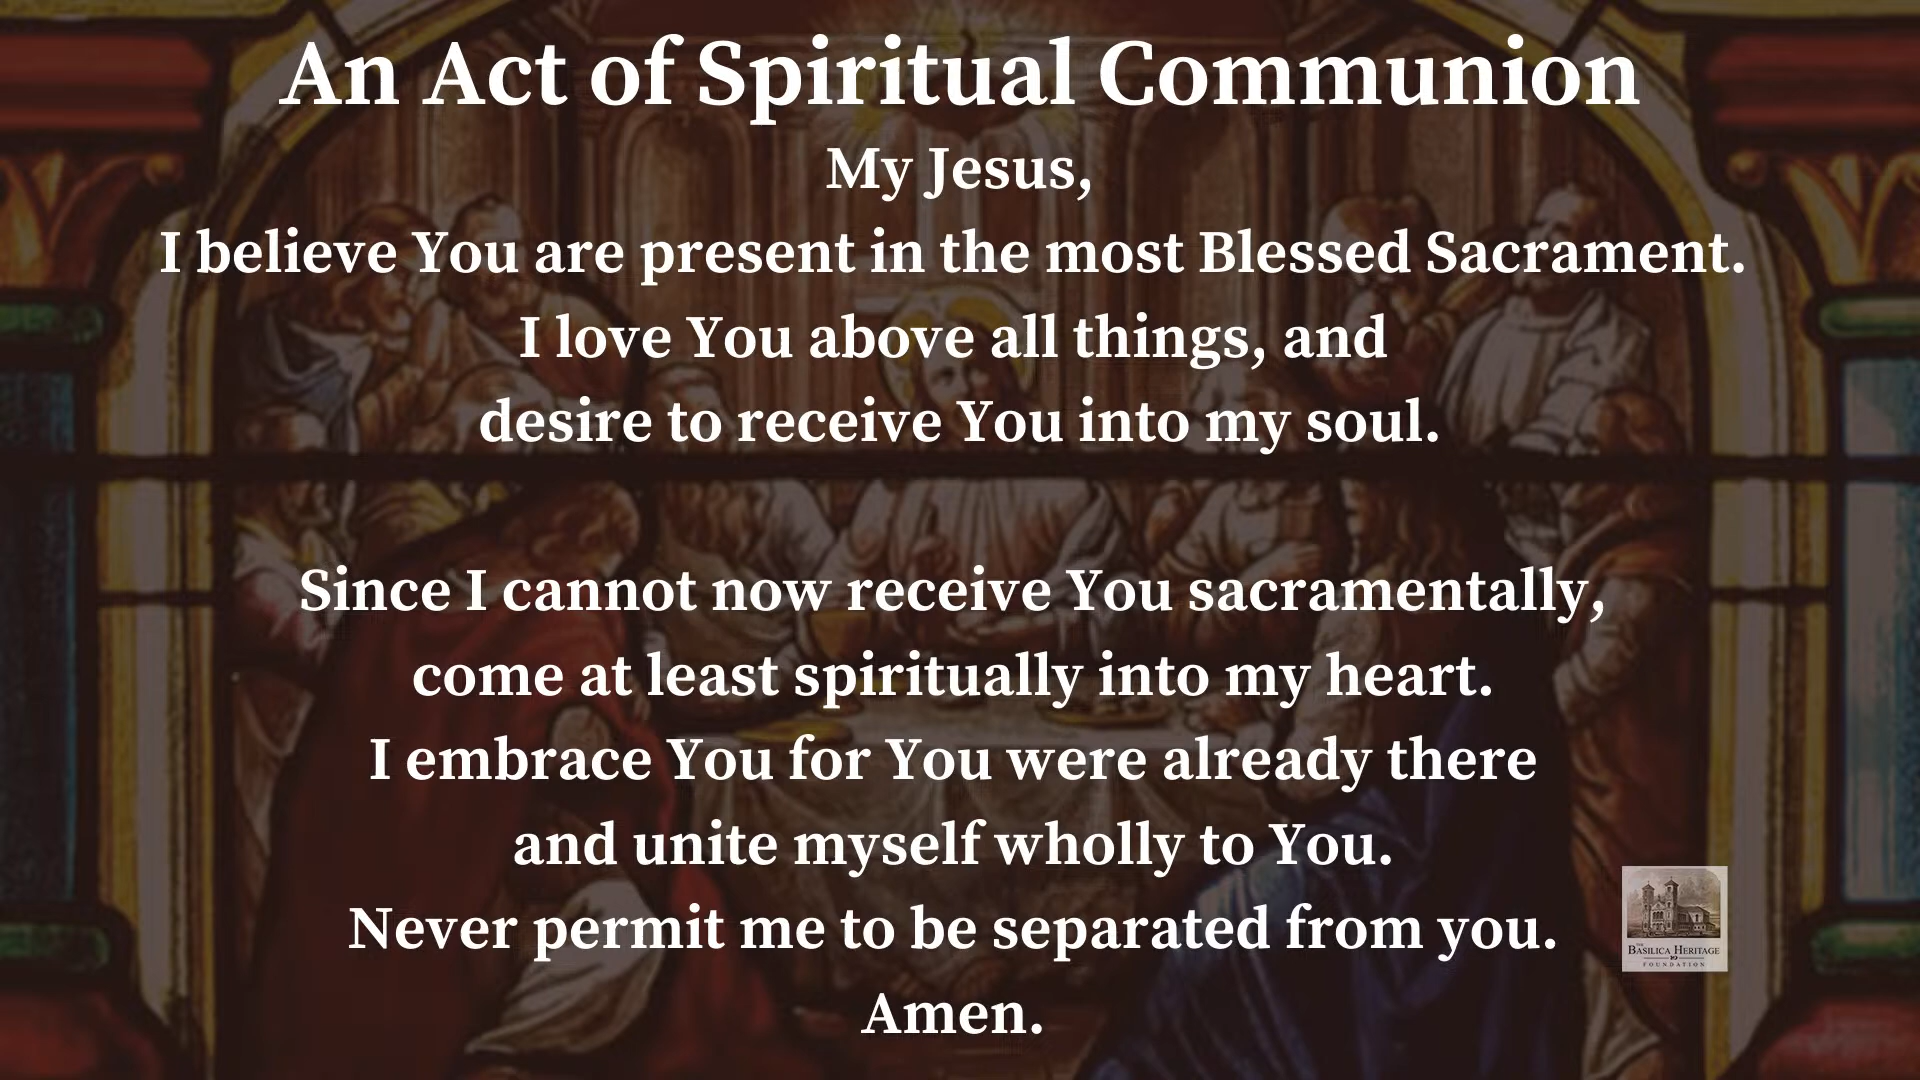 An Act of Spiritual Communion
My Jesus,
I believe You are present in the most Blessed Sacrament.
I love You above all things, and
desire to receive You into my soul.
Since I cannot now receive You sacramentally,
come at least spiritually into my heart.
I embrace You for You were already there
and unite myself wholly to You.
Never permit me to be separated from you.
Amen.
THE
BASILICA HERITAGE
FOUNDATION